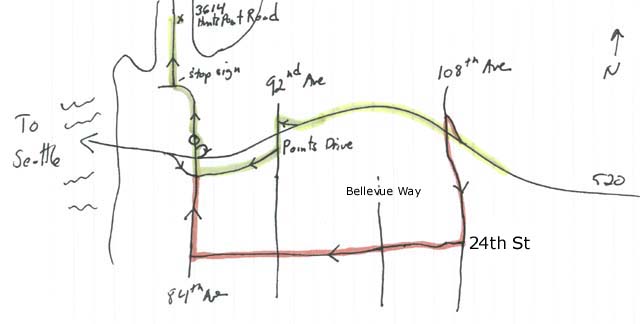 3614
Hunts Point Road
stop sign
92nd Ave
108th Ave
N
To
Seattle
Points Drive
Bellevue Way
520
24th St
84th Ave